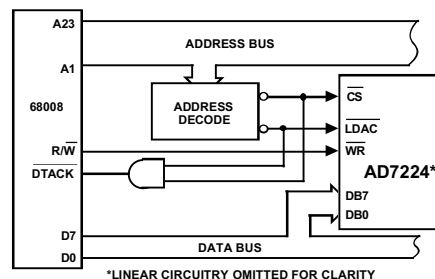 A23
ADDRESS BUS
A1
68008
ADDRESS
DECODE
CS
LDAC
R/W
WR
DTACK
AD7224*
DB7
DB0
D7
D0
DATA BUS
*LINEAR CIRCUITRY OMITTED FOR CLARITY